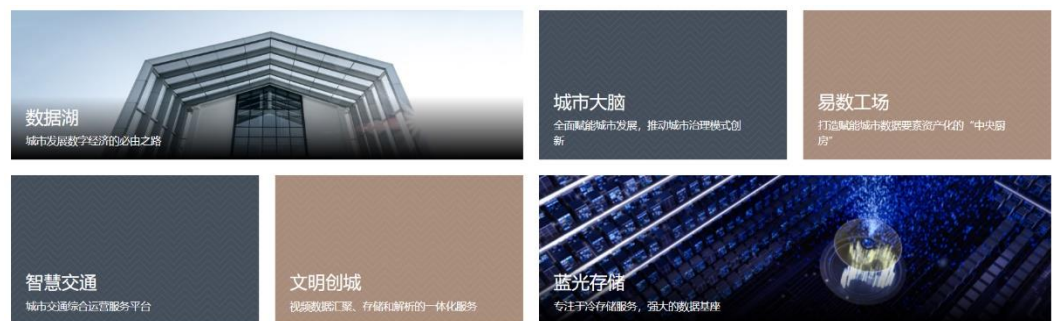 数据湖
城市发展数字经济的必由之路
城市大脑
全面赋能城市发展，推动城市治理模式创
新
易数工场
打造赋能城市数据要素资产化的“中央厨
房”
智慧交通
城市交通综合运营服务平台
文明创城
视频数据汇聚、存储和解析的一体化服务
蓝光存储
专注于冷存储服务，强大的数据基座